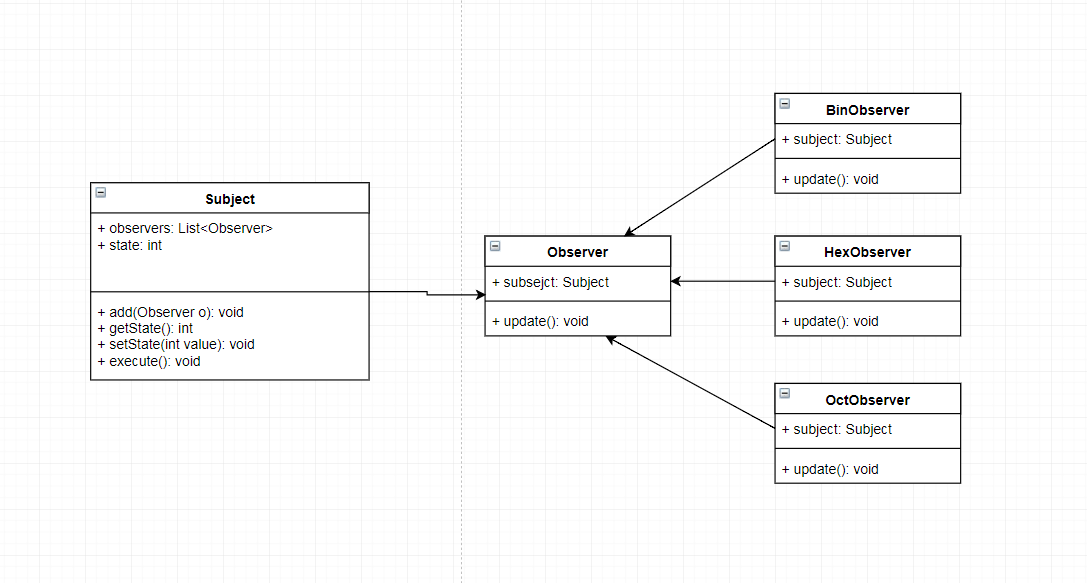 Subject
+ observers: List<Observer>
+ state: int
+ add(Observer o): void
+ getState(): int
+ setState(int value): void
+ execute(): void
Observer
+ subsejct: Subject
+ update(): void
BinObserver
+ subject: Subject
+ update(): void
HexObserver
+ subject: Subject
+ update(): void
OctObserver
+ subject: Subject
+ update(): void